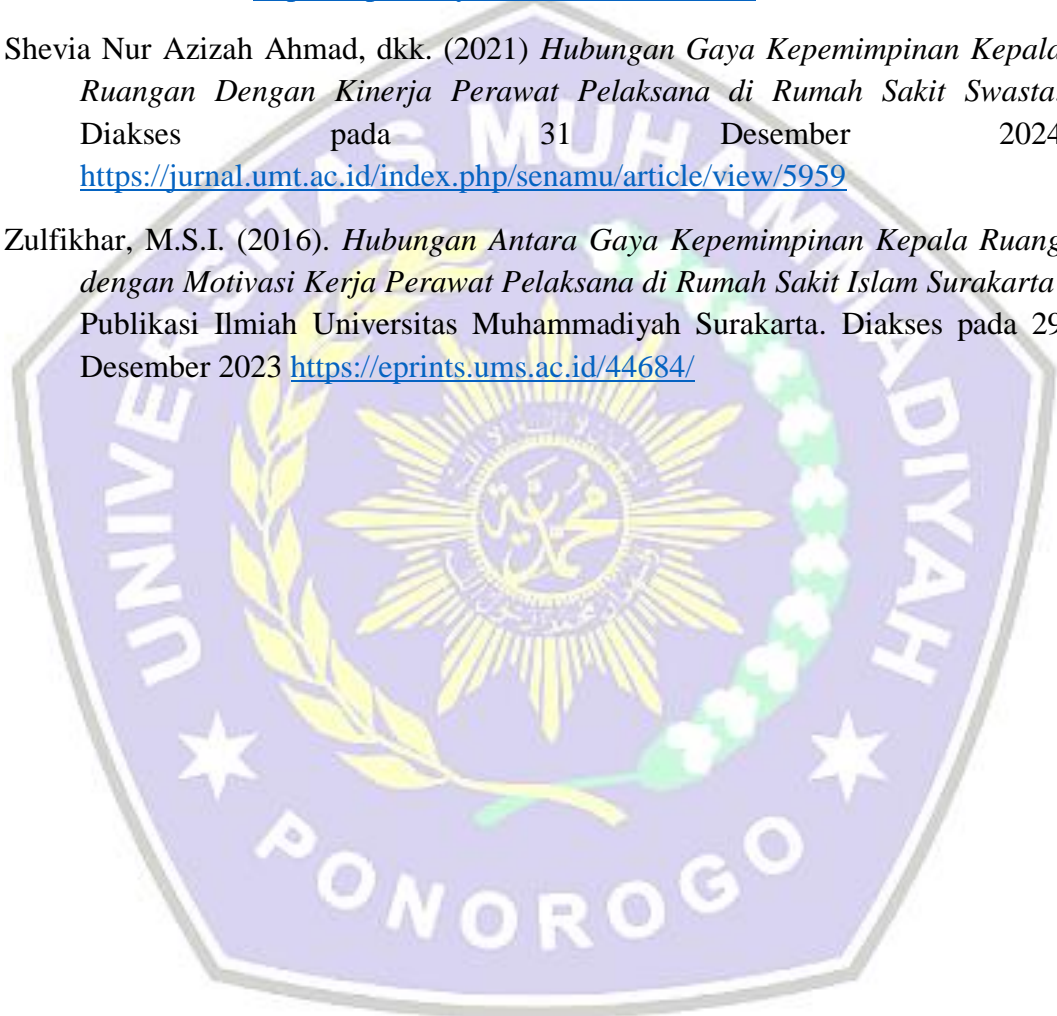 Shevia Nur Azizah Ahmad, dkk. (2021) Hubungan Gaya Kepemimpinan Kepala
Ruangan Dengan Kinerja Perawat Pelaksana di Rumah Sakit Swasta.
Diakses pada 31 Desember 2024
https://jurnal.umt.ac.id/index.php/senamu/article/view/5959
Zulfikhar, M.S.I. (2016). Hubungan Antara Gaya Kepemimpinan Kepala Ruang
dengan Motivasi Kerja Perawat Pelaksana di Rumah Sakit Islam Surakarta
Publikasi Ilmiah Universitas Muhammadiyah Surakarta. Diakses pada 29
Desember 2023 https://eprints.ums.ac.id/44684/
UNIVERSITAS MUHAMMADIYAH
PONOROGO